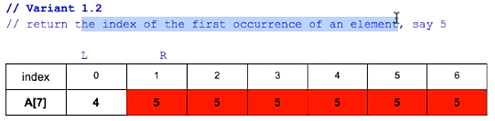 // Variant 1.2
// return the index of the first occurrence of an element, say 5
L R
index 0 1 2 3 4 5 6
A[7] 4 5 5 5 5 5 5